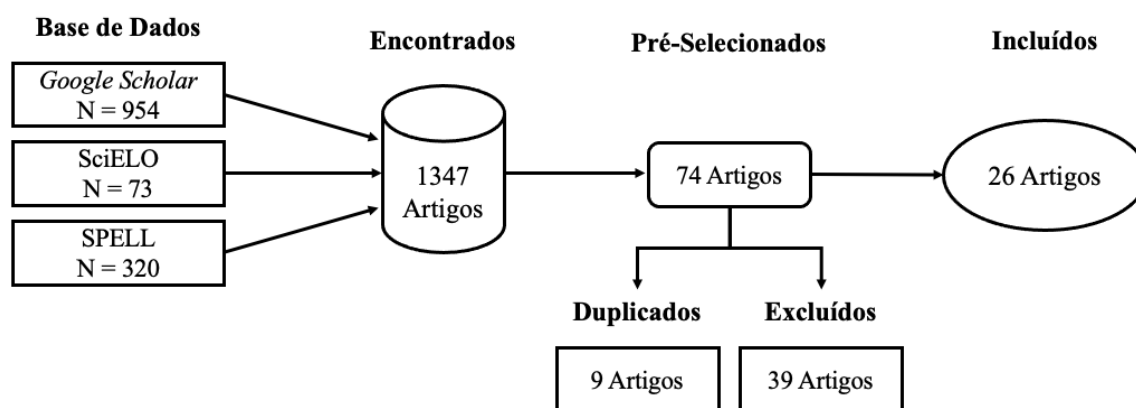 Base de Dados
Google Scholar
N = 954
SciELO
N = 73
SPELL
N = 320
Encontrados
1347
Artigos
Pré-Selecionados
74 Artigos
Duplicados
9 Artigos
Excluídos
39 Artigos
Incluídos
26 Artigos